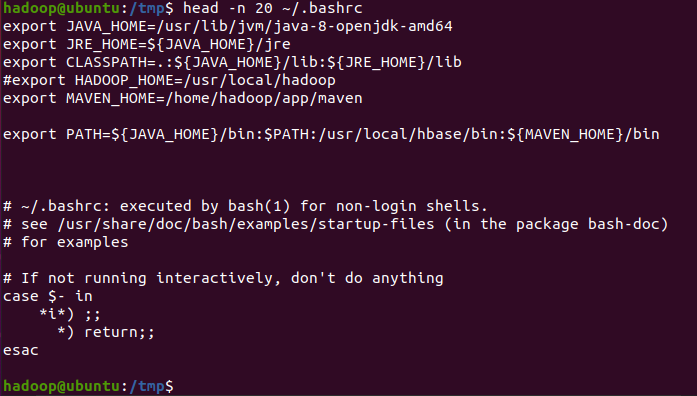 hadoop@ubuntu:/tmp$ head -n 20 ~/.bashrc
export JAVA_HOME=/usr/lib/jvm/java-8-openjdk-amd64
export JRE_HOME=${JAVA_HOME}/jre
export CLASSPATH=.:${JAVA_HOME}/lib:${JRE_HOME}/lib
#export HADOOP_HOME=/usr/local/hadoop
export MAVEN_HOME=/home/hadoop/app/maven

export PATH=${JAVA_HOME}/bin:$PATH:/usr/local/hbase/bin:${MAVEN_HOME}/bin



# ~/.bashrc: executed by bash(1) for non-login shells.
# see /usr/share/doc/bash/examples/startup-files (in the package bash-doc)
# for examples

# If not running interactively, don't do anything
case $- in
    *i*) ;;
      *) return;;
esac

hadoop@ubuntu:/tmp$